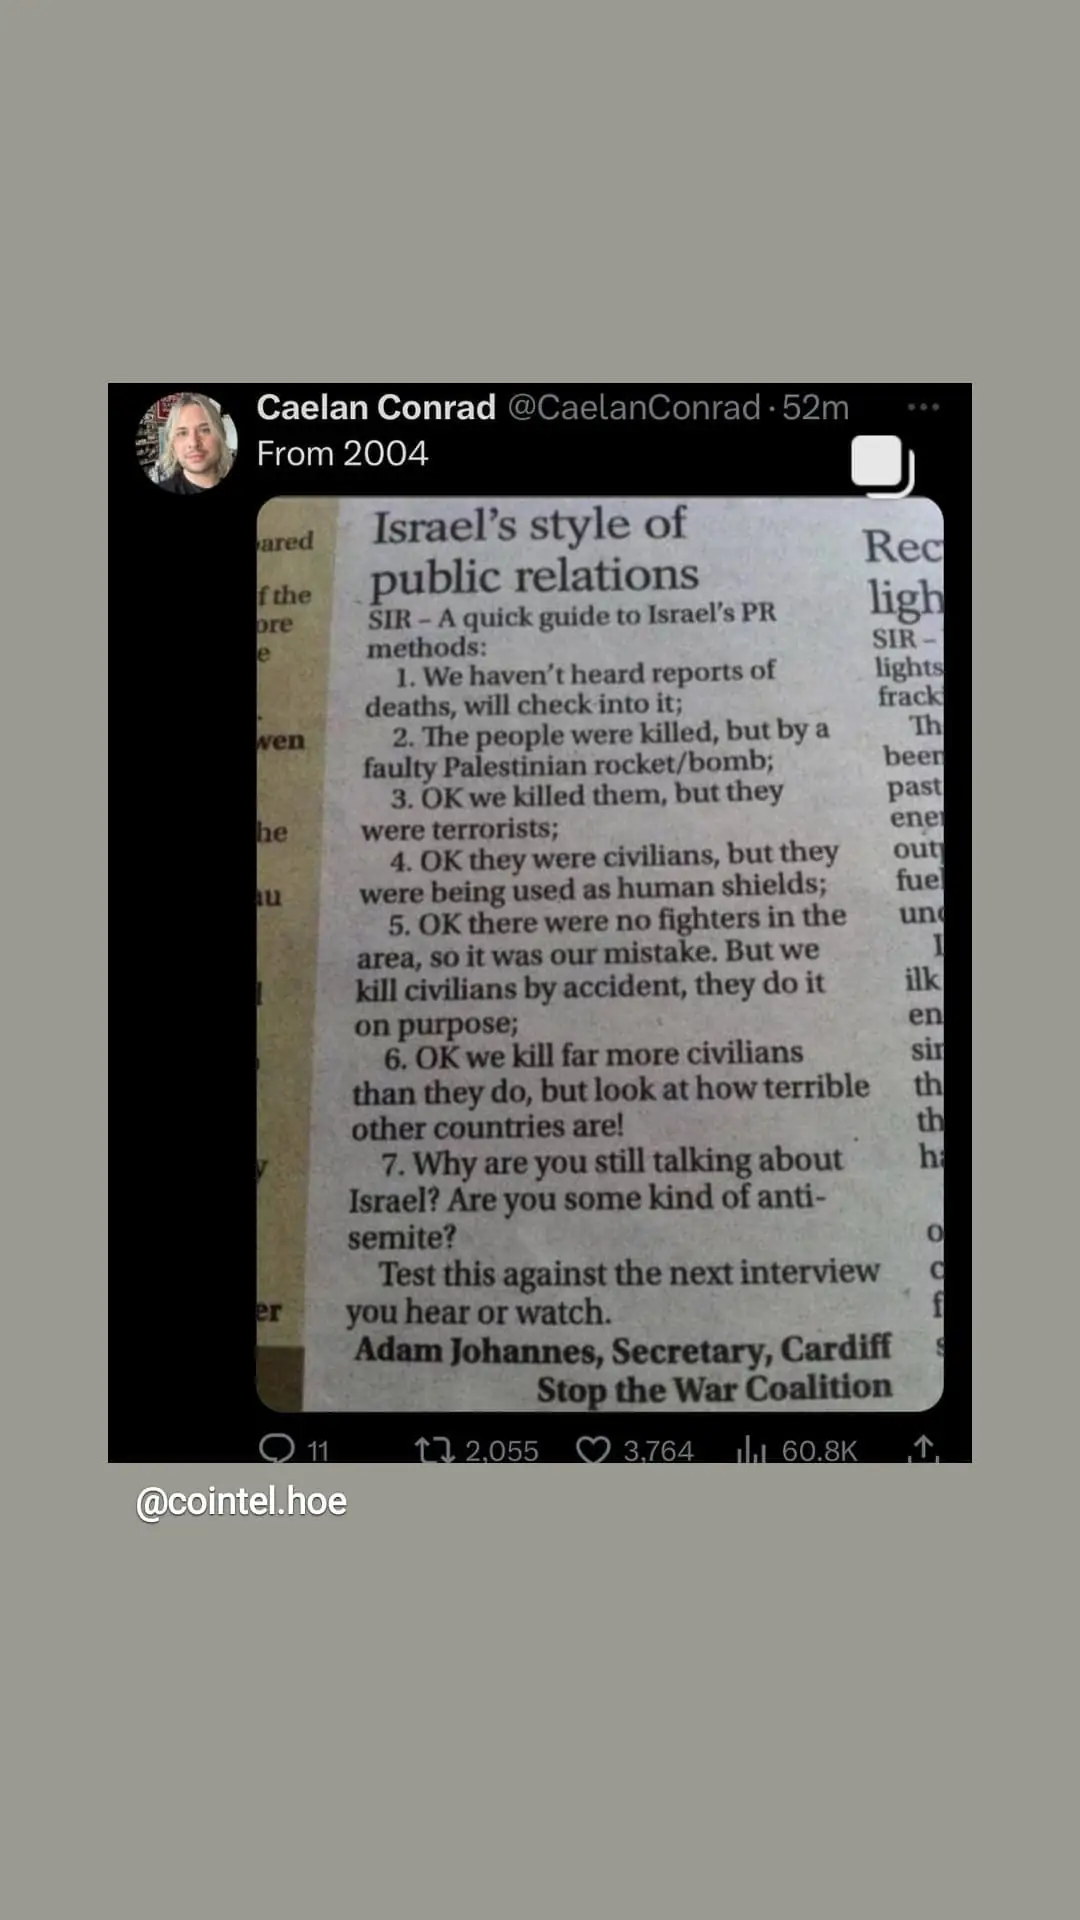 Caelan Conrad @CaelanConrad · 52m
From 2004
ared
f the
ore
e
wen
he
au
er
Israel's style of
public relations
SIR – A quick guide to Israel's PR
methods:
1. We haven't heard reports of
deaths, will check into it;
2. The people were killed, but by a
faulty Palestinian rocket/bomb;
3. OK we killed them, but they
were terrorists;
4. OK they were civilians, but they
were being used as human shields;
5. OK there were no fighters in the
area, so it was our mistake. But we
kill civilians by accident, they do it
on purpose;
6. OK we kill far more civilians
than they do, but look at how terrible
other countries are!
7. Why are you still talking about
Israel? Are you some kind of anti-
semite?
Test this against the next interview
you hear or watch.
Adam Johannes, Secretary, Cardiff
Stop the War Coalition
Rec
ligh
SIR –
lights
frack
Th
been
past
ener
out
fuel
und
I
ilk
en
sin
th
th
ha
o
c
f
s
11 2,055 3,764 60.8K
@cointel.hoe